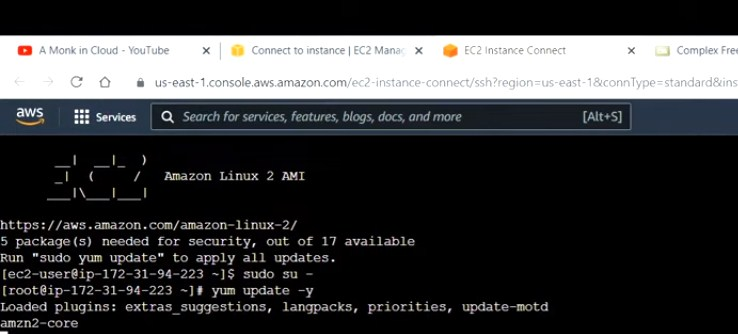 A Monk in Cloud - YouTube
Connect to instance | EC2 Manag
EC2 Instance Connect
Complex Fre
us-east-1.console.aws.amazon.com/ec2-instance-connect/ssh?region=us-east-1&connType=standard&ins
aws
Services
Search for services, features, blogs, docs, and more
[Alt+S]
__|  __|_  )
_|  (     /   Amazon Linux 2 AMI
___|\___|___|
https://aws.amazon.com/amazon-linux-2/
5 package(s) needed for security, out of 17 available
Run "sudo yum update" to apply all updates.
[ec2-user@ip-172-31-94-223 ~]$ sudo su -
[root@ip-172-31-94-223 ~]# yum update -y
Loaded plugins: extras_suggestions, langpacks, priorities, update-motd
amzn2-core